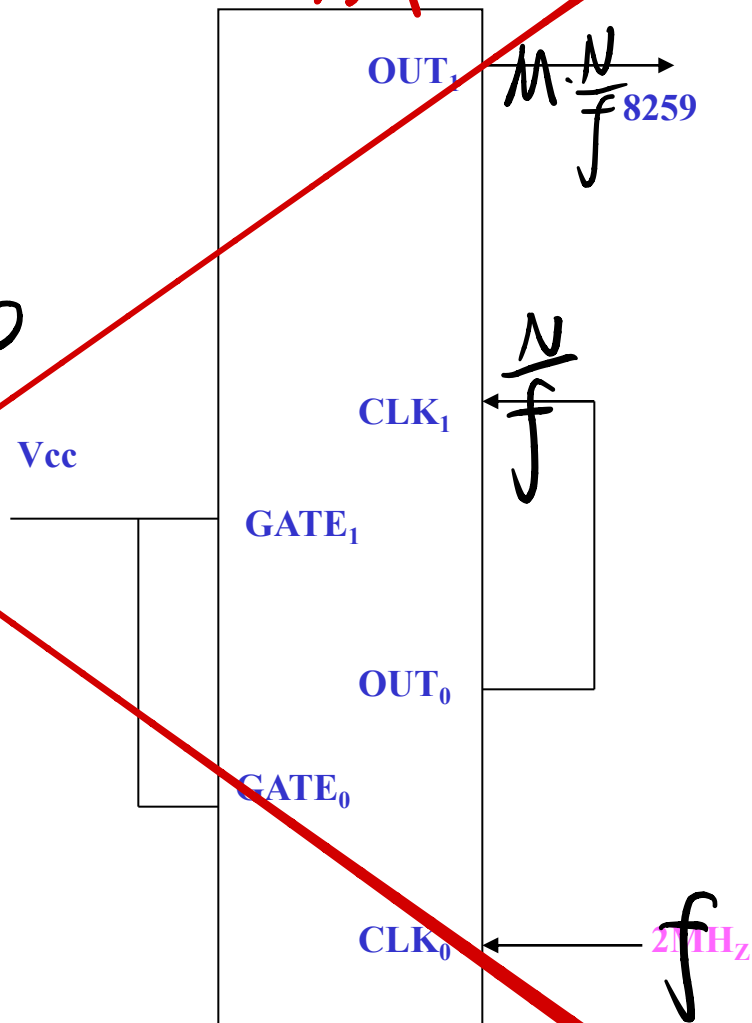 OUT₁ M·N/f
8259
N/f
CLK₁
Vcc
GATE₁
OUT₀
GATE₀
CLK₀ 2MHz f